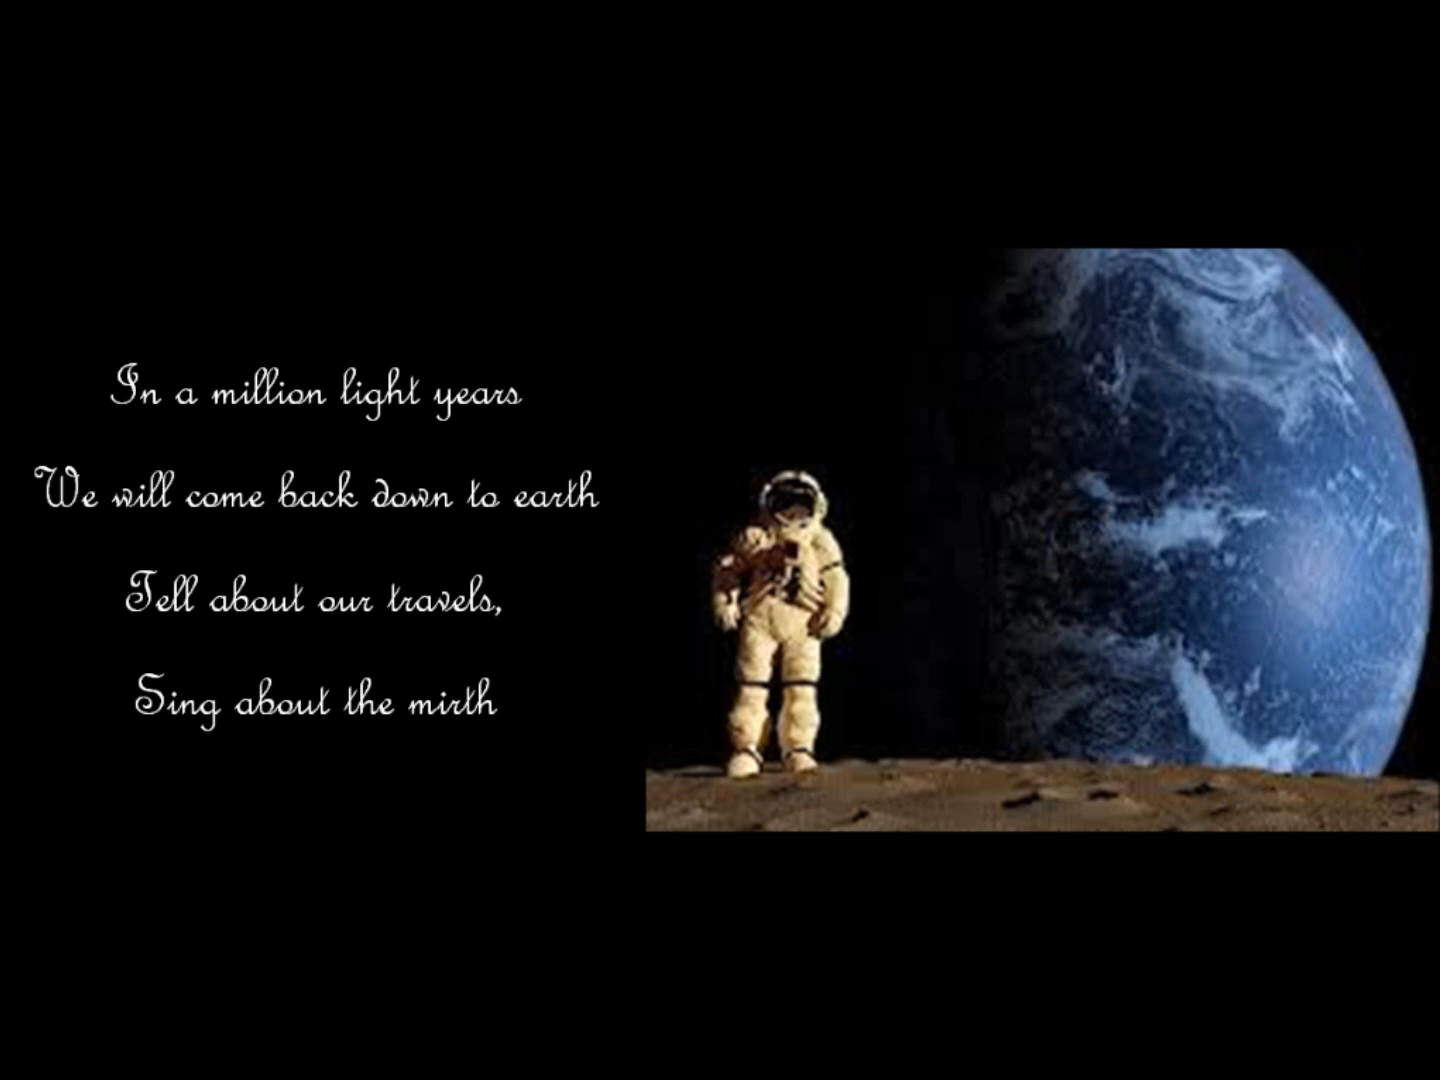 In a million light years
We will come back down to earth
Tell about our travels,
Sing about the mirth